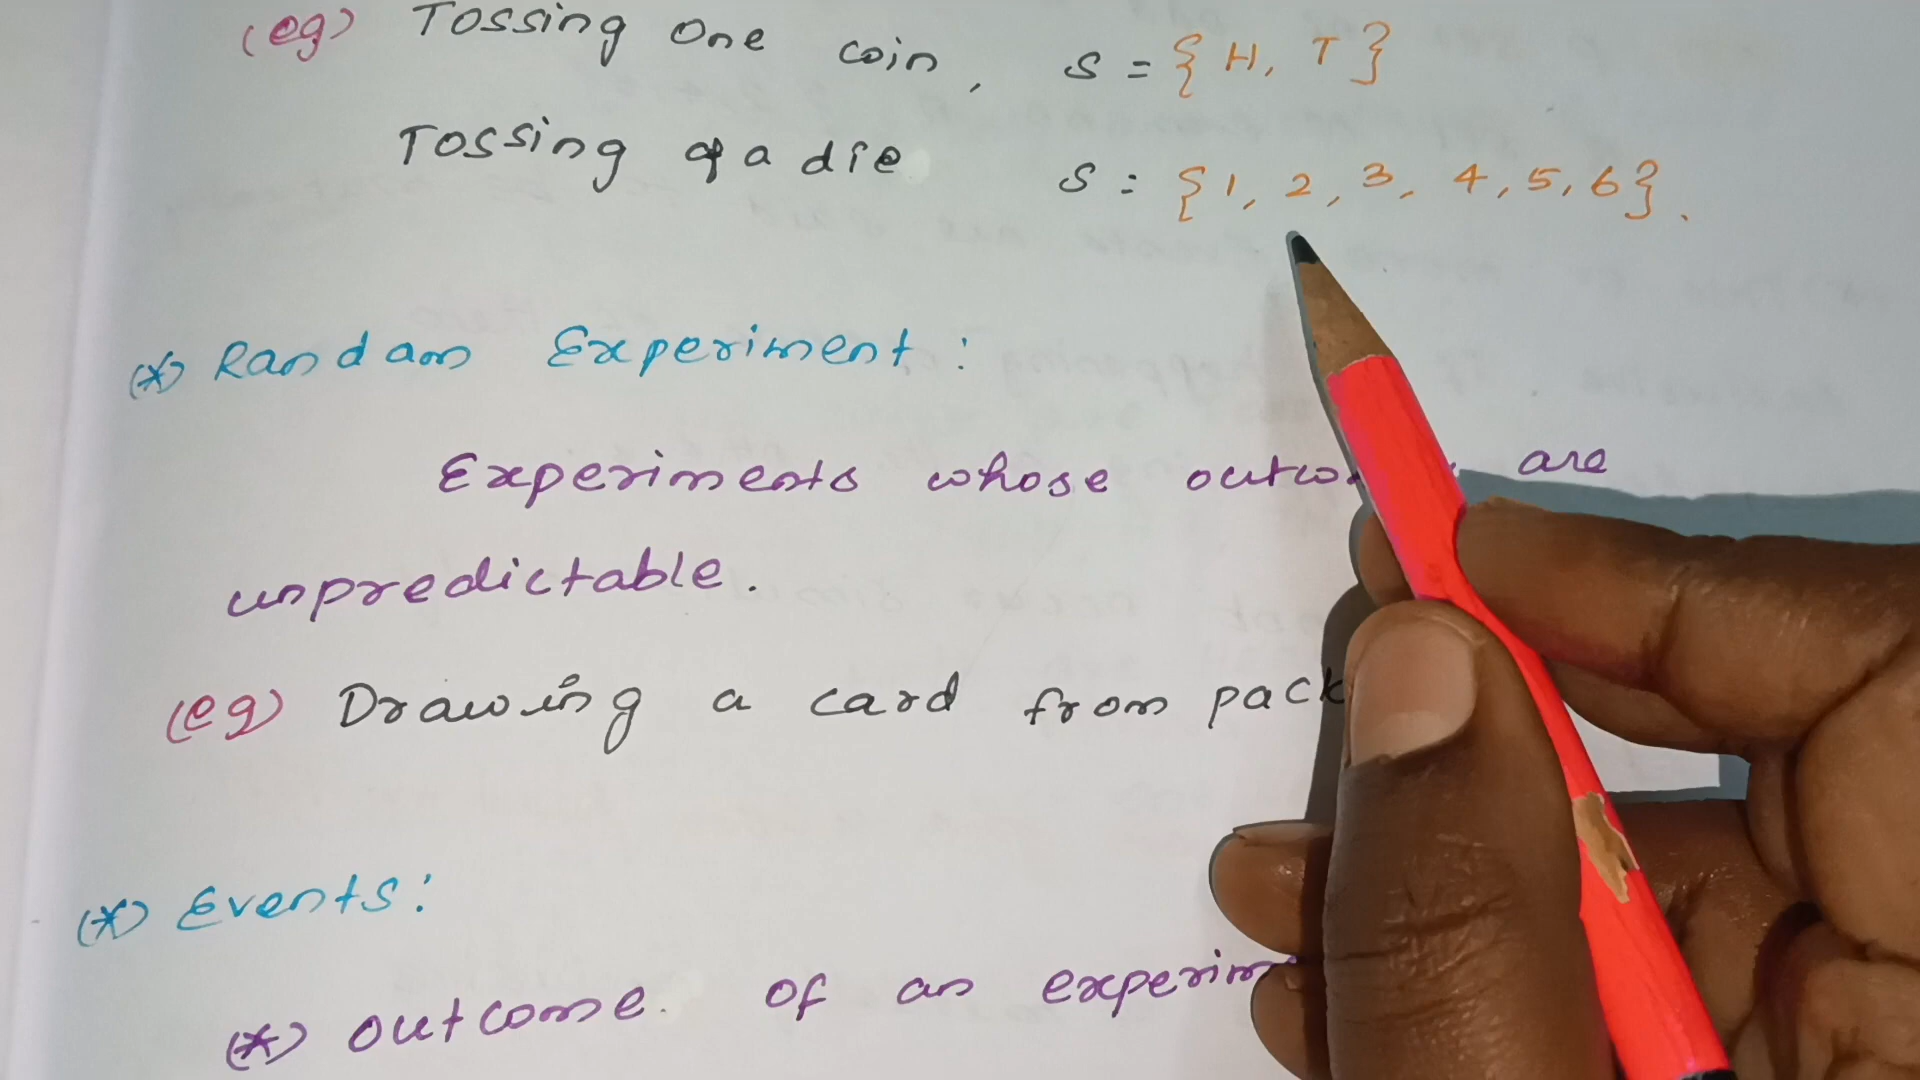 (eg) Tossing one coin, S = {H, T}
Tossing of a die S = {1, 2, 3, 4, 5, 6}.
(*) Random Experiment:
Experiments whose are
unpredictable.
(eg) Drawing a card from pack
(*) Events:
(*) outcome. of an